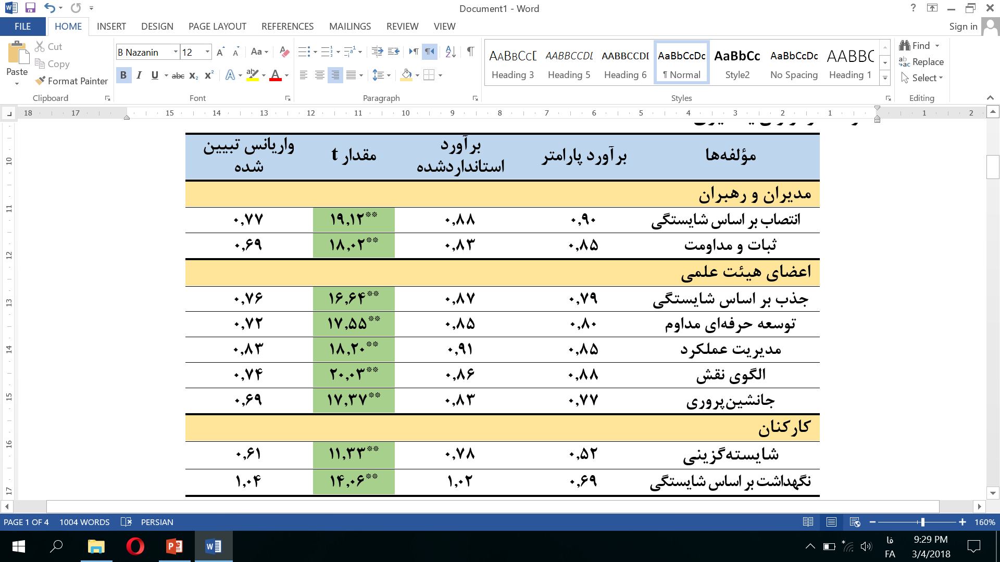 Document1 - Word
FILE HOME INSERT DESIGN PAGE LAYOUT REFERENCES MAILINGS REVIEW VIEW Sign in
Paste
Cut
Copy
Format Painter
Clipboard
B Nazanin 12
Font
Paragraph
AaBbCcD AABBCCDI AABBCCDI AaBbCcDc AaBbCc AaBbCcDc AABBC
Heading 3 Heading 5 Heading 6 ¶ Normal Style2 No Spacing Heading 1
Styles
Find
Replace
Select
Editing
18 17 15 14 13 12 11 10 9 8 7 6 5 4 3 2 1 1 2
10
11
12
13
14
15
16
17
مؤلفه‌ها برآورد پارامتر برآورد استانداردشده مقدار t واریانس تبیین شده
مدیران و رهبران
انتصاب بر اساس شایستگی ۰,۹۰ ۰,۸۸ ۱۹,۱۲** ۰,۷۷
ثبات و مداومت ۰,۸۵ ۰,۸۳ ۱۸,۰۲** ۰,۶۹
اعضای هیئت علمی
جذب بر اساس شایستگی ۰,۷۹ ۰,۸۷ ۱۶,۶۴** ۰,۷۶
توسعه حرفه‌ای مداوم ۰,۸۰ ۰,۸۵ ۱۷,۵۵** ۰,۷۲
مدیریت عملکرد ۰,۸۵ ۰,۹۱ ۱۸,۲۰** ۰,۸۳
الگوی نقش ۰,۸۸ ۰,۸۶ ۲۰,۰۳** ۰,۷۴
جانشین‌پروری ۰,۷۷ ۰,۸۳ ۱۷,۳۷** ۰,۶۹
کارکنان
شایسته‌گزینی ۰,۵۲ ۰,۷۸ ۱۱,۳۳** ۰,۶۱
نگهداشت بر اساس شایستگی ۰,۶۹ ۱,۰۲ ۱۴,۰۶** ۱,۰۴
PAGE 1 OF 4 1004 WORDS PERSIAN 160%
فا
FA
9:29 PM
3/4/2018